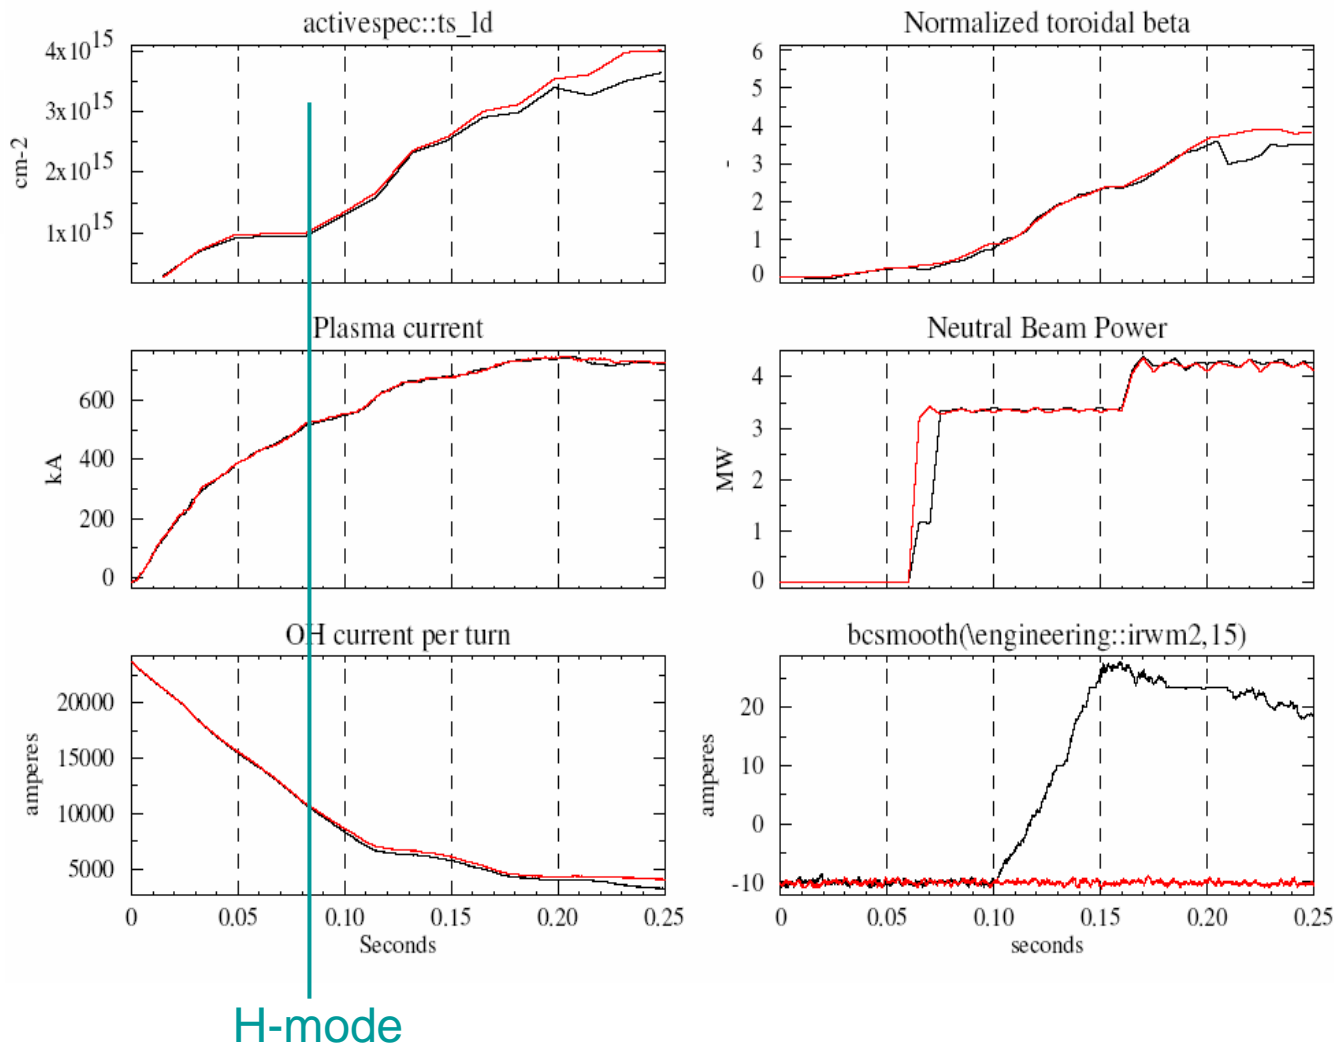 activespec::ts_ld
4x10^15
3x10^15
2x10^15
1x10^15
cm-2
Normalized toroidal beta
6
5
4
3
2
1
0
-
Plasma current
600
400
200
0
kA
Neutral Beam Power
4
3
2
1
0
MW
OH current per turn
20000
15000
10000
5000
amperes
0 0.05 0.10 0.15 0.20 0.25
Seconds
bcsmooth(\engineering::irwm2,15)
20
10
0
-10
amperes
0 0.05 0.10 0.15 0.20 0.25
seconds
H-mode